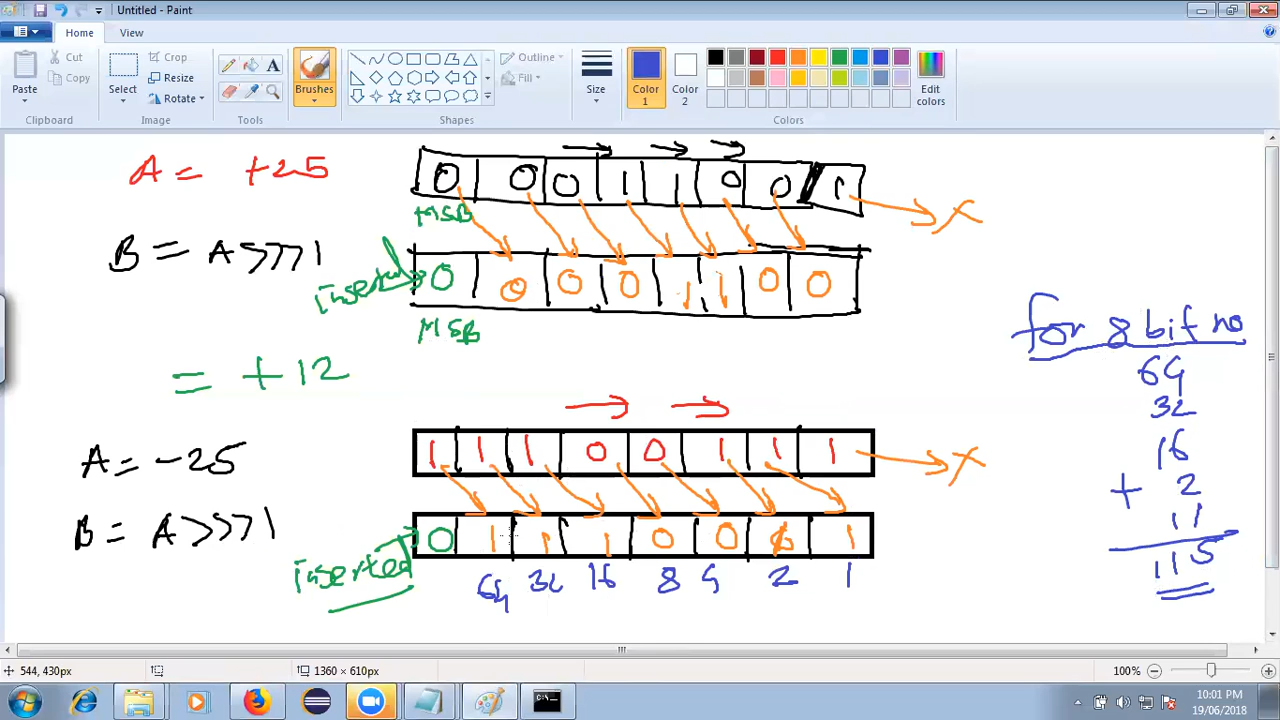 Untitled - Paint
Home View
Paste
Cut
Copy
Clipboard
Select
Crop
Resize
Rotate
Image
A
Tools
Brushes
Outline
Fill
Shapes
Size
Color 1
Color 2
Edit colors
Colors
A = +25
0 0 0 1 1 0 0 1 X
MSB
B = A>>>1
inserted 0 0 0 0 1 1 0 0
MSB
= +12
A = -25
1 1 1 0 0 1 1 1 X
B = A>>>1
inserted 0 1 1 1 0 0 1
64 32 16 8 4 2 1
for 8 bit no
64
32
16
+ 2
1
115
544, 430px
1360 × 610px
100%
10:01 PM
19/06/2018